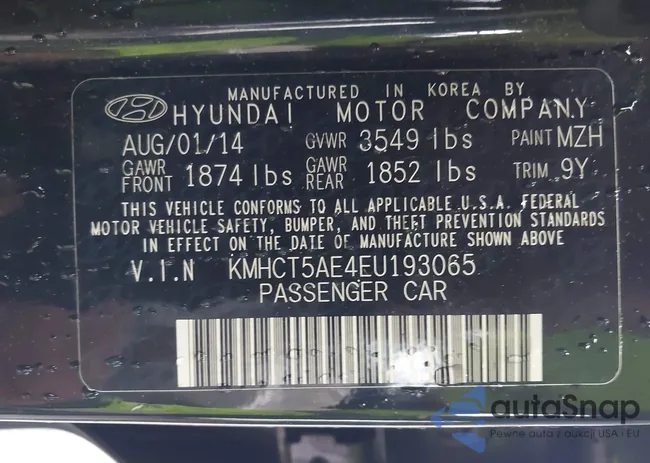 MANUFACTURED IN KOREA BY
HYUNDAI MOTOR COMPANY
AUG/01/14 GVWR 3549 lbs PAINT MZH
GAWR FRONT 1874 lbs GAWR REAR 1852 lbs TRIM 9Y
THIS VEHICLE CONFORMS TO ALL APPLICABLE U.S.A. FEDERAL
MOTOR VEHICLE SAFETY, BUMPER, AND THEFT PREVENTION STANDARDS
IN EFFECT ON THE DATE OF MANUFACTURE SHOWN ABOVE
V.I.N KMHCT5AE4EU193065
PASSENGER CAR
autaSnap
Pewne auta z aukcji USA i EU